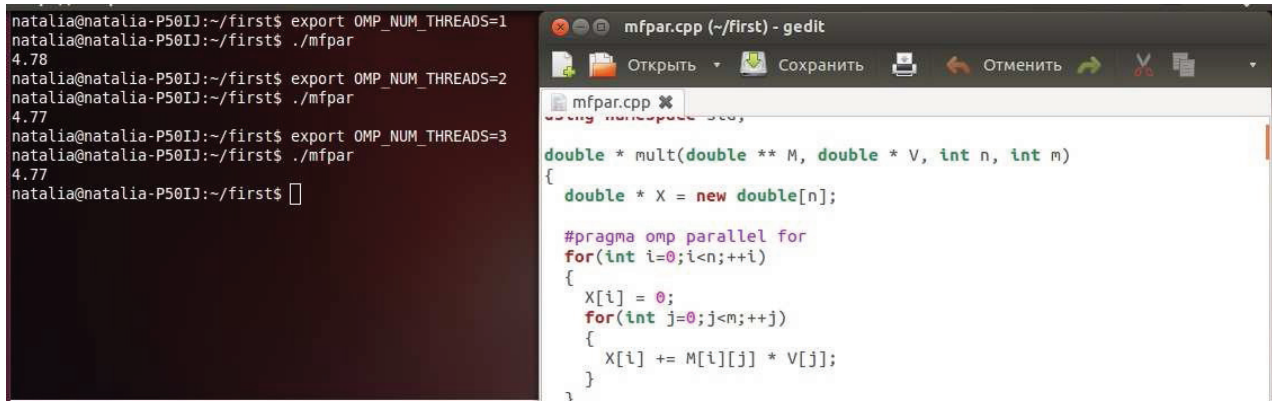 natalia@natalia-P50IJ:~/first$ export OMP_NUM_THREADS=1
natalia@natalia-P50IJ:~/first$ ./mfpar
4.78
natalia@natalia-P50IJ:~/first$ export OMP_NUM_THREADS=2
natalia@natalia-P50IJ:~/first$ ./mfpar
4.77
natalia@natalia-P50IJ:~/first$ export OMP_NUM_THREADS=3
natalia@natalia-P50IJ:~/first$ ./mfpar
4.77
natalia@natalia-P50IJ:~/first$
mfpar.cpp (~/first) - gedit
Открыть Сохранить Отменить
mfpar.cpp
using namespace std;
double * mult(double ** M, double * V, int n, int m)
{
double * X = new double[n];
#pragma omp parallel for
for(int i=0;i<n;++i)
{
X[i] = 0;
for(int j=0;j<m;++j)
{
X[i] += M[i][j] * V[j];
}
}